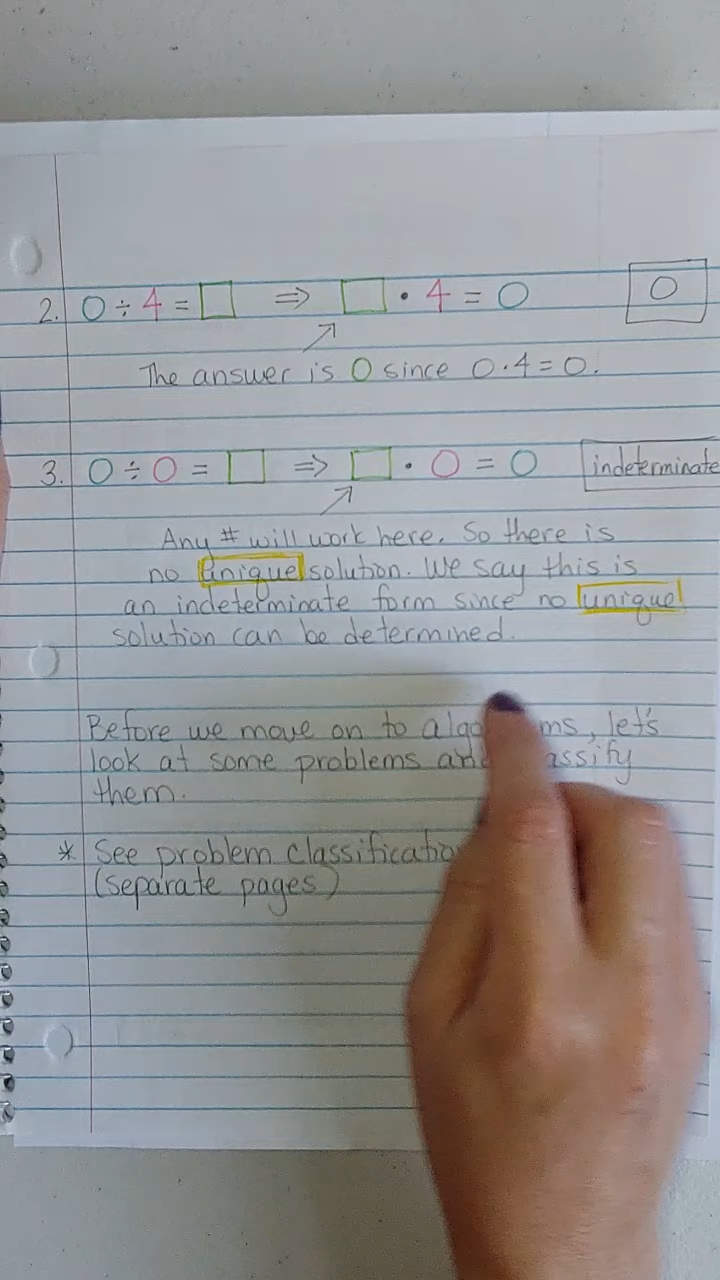 2. 0 ÷ 4 = □ ⇒ □ · 4 = 0 0
The answer is 0 since 0·4=0.
3. 0 ÷ 0 = □ ⇒ □ · 0 = 0 indeterminate
Any # will work here. So there is
no unique solution. We say this is
an indeterminate form since no unique
solution can be determined.
Before we move on to , let's
look at some problems and
them.
* See problem classification
(separate pages)